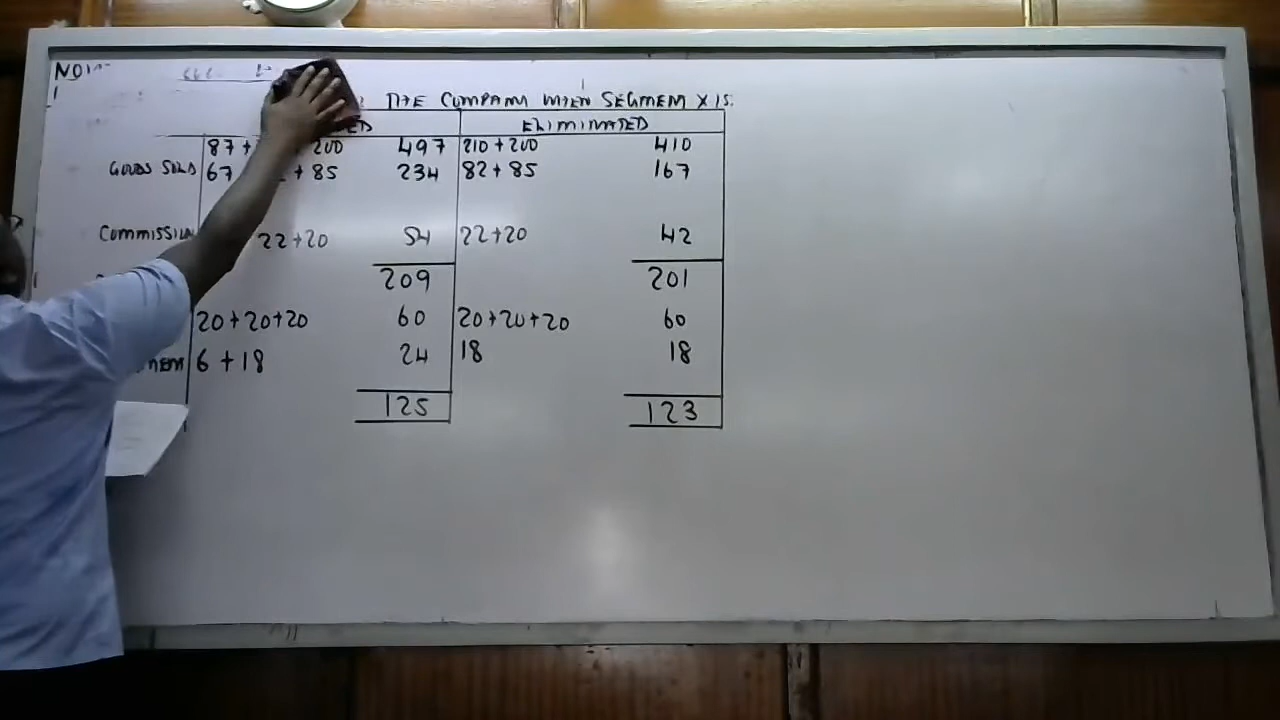 THE COMPANY WHEN SEGMENT X IS:
ELIMINATED
87 + 200 497 210 + 200 410
GOODS SOLD 67 + 85 234 82 + 85 167
COMMISSION 22 + 20 54 22 + 20 42
209 201
20 + 20 + 20 60 20 + 20 + 20 60
6 + 18 24 18 18
125 123